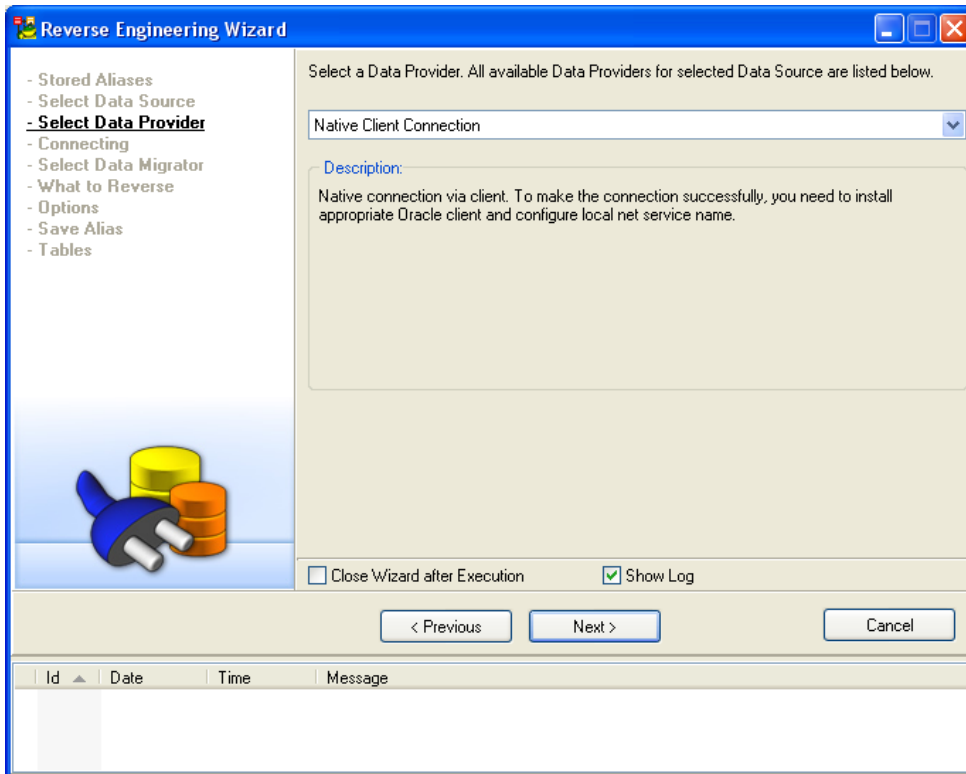 Reverse Engineering Wizard
- Stored Aliases
- Select Data Source
- Select Data Provider
- Connecting
- Select Data Migrator
- What to Reverse
- Options
- Save Alias
- Tables
Select a Data Provider. All available Data Providers for selected Data Source are listed below.
Native Client Connection
Description:
Native connection via client. To make the connection successfully, you need to install
appropriate Oracle client and configure local net service name.
Close Wizard after Execution
Show Log
< Previous
Next >
Cancel
Id Date Time Message